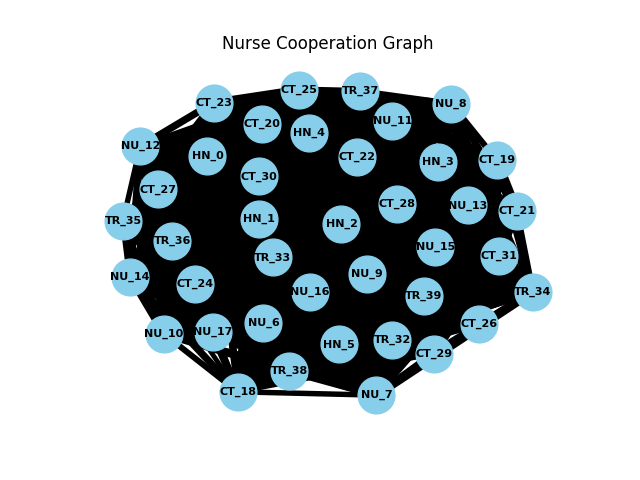 Nurse Cooperation Graph
CT_25
TR_37
CT_23
NU_8
CT_20
NU_11
HN_4
NU_12
HN_0
CT_22
HN_3
CT_19
CT_30
CT_27
CT_28
NU_13
CT_21
TR_35
HN_1
HN_2
TR_36
NU_15
TR_33
CT_31
NU_14
NU_9
CT_24
NU_16
TR_39
TR_34
NU_10
NU_17
NU_6
CT_26
HN_5
TR_32
CT_29
TR_38
CT_18
NU_7